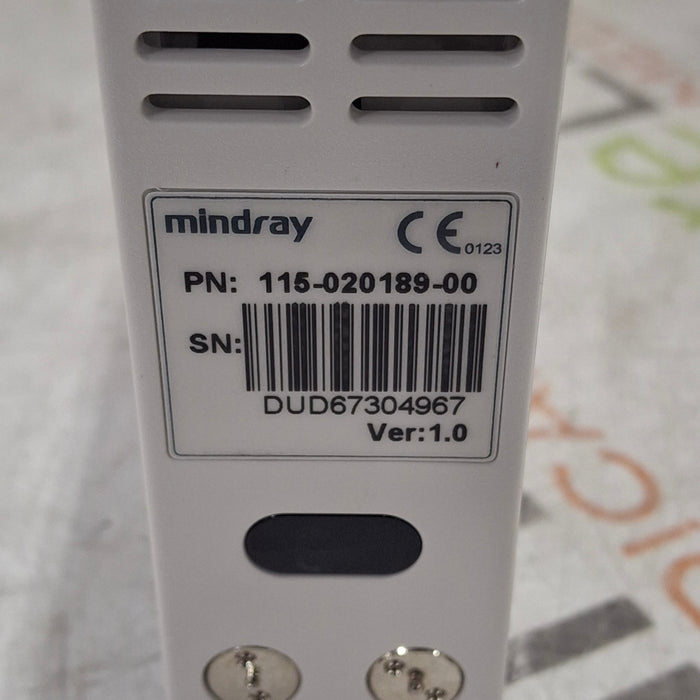 mindray CE 0123
PN: 115-020189-00
SN:
DUD67304967
Ver:1.0